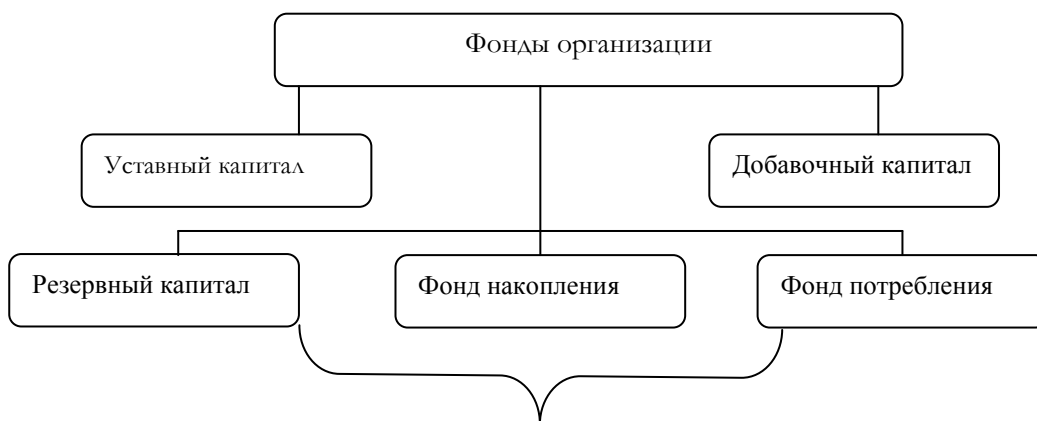 Фонды организации
Уставный капитал
Добавочный капитал
Резервный капитал
Фонд накопления
Фонд потребления